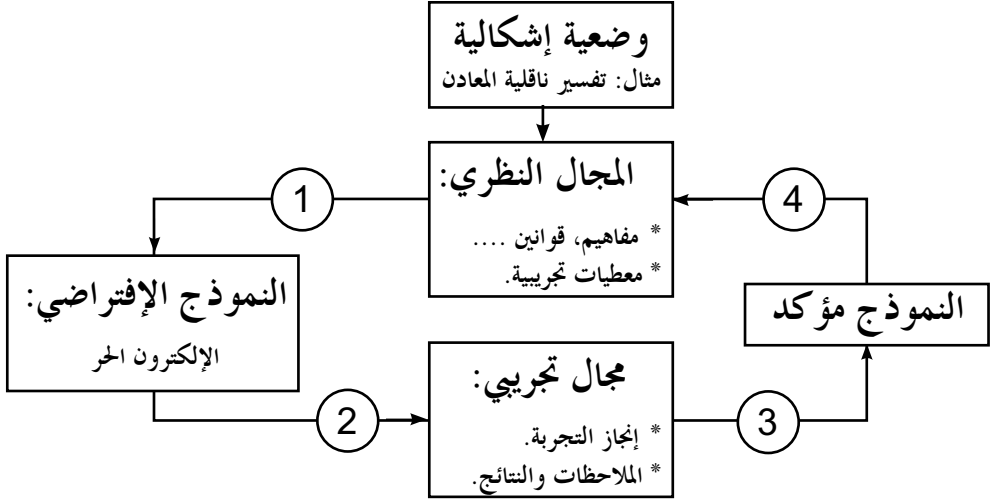 وضعية إشكالية
مثال: تفسير ناقلية المعادن
المجال النظري:
* مفاهيم، قوانين ....
* معطيات تجريبية.
1
4
النموذج الإفتراضي:
الإلكترون الحر
النموذج مؤكد
مجال تجريبي:
* إنجاز التجربة.
* الملاحظات والنتائج.
2
3